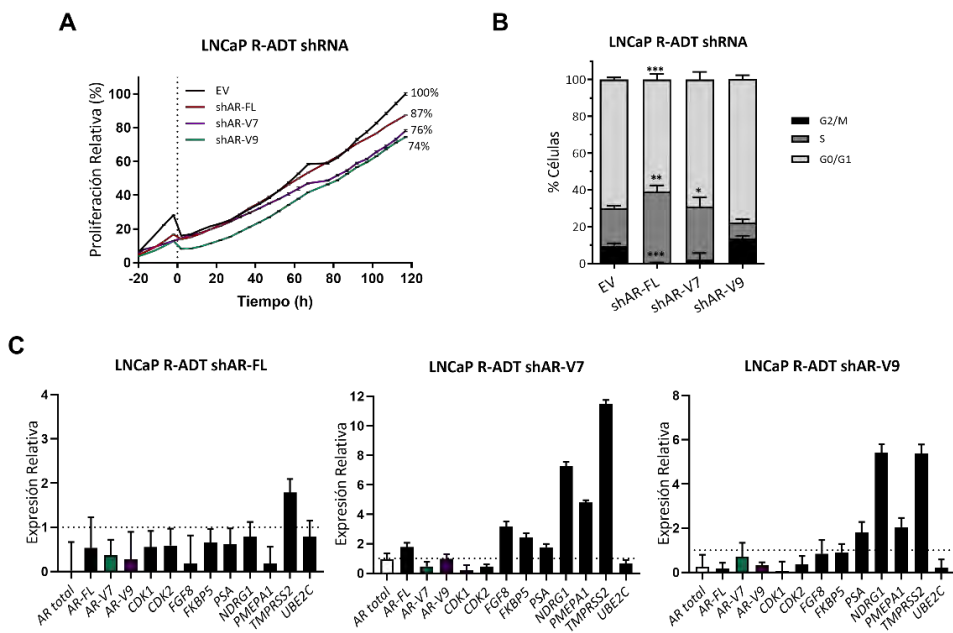 A
LNCaP R-ADT shRNA
Proliferación Relativa (%)
100
80
60
40
20
0
-20
0
20
40
60
80
100
120
Tiempo (h)
EV
shAR-FL
shAR-V7
shAR-V9
100%
87%
76%
74%
B
LNCaP R-ADT shRNA
% Células
100
80
60
40
20
0
***
**
***
*
EV
shAR-FL
shAR-V7
shAR-V9
G2/M
S
G0/G1
C
LNCaP R-ADT shAR-FL
Expresión Relativa
4
3
2
1
0
AR total
AR-FL
AR-V7
AR-V9
CDK1
CDK2
FGF8
FKBP5
PSA
NDRG1
PMEPA1
TMPRSS2
UBE2C
LNCaP R-ADT shAR-V7
Expresión Relativa
12
10
8
6
4
2
1
0
AR total
AR-FL
AR-V7
AR-V9
CDK1
CDK2
FGF8
FKBP5
PSA
NDRG1
PMEPA1
TMPRSS2
UBE2C
LNCaP R-ADT shAR-V9
Expresión Relativa
8
6
4
2
1
0
AR total
AR-FL
AR-V7
AR-V9
CDK1
CDK2
FGF8
FKBP5
PSA
NDRG1
PMEPA1
TMPRSS2
UBE2C